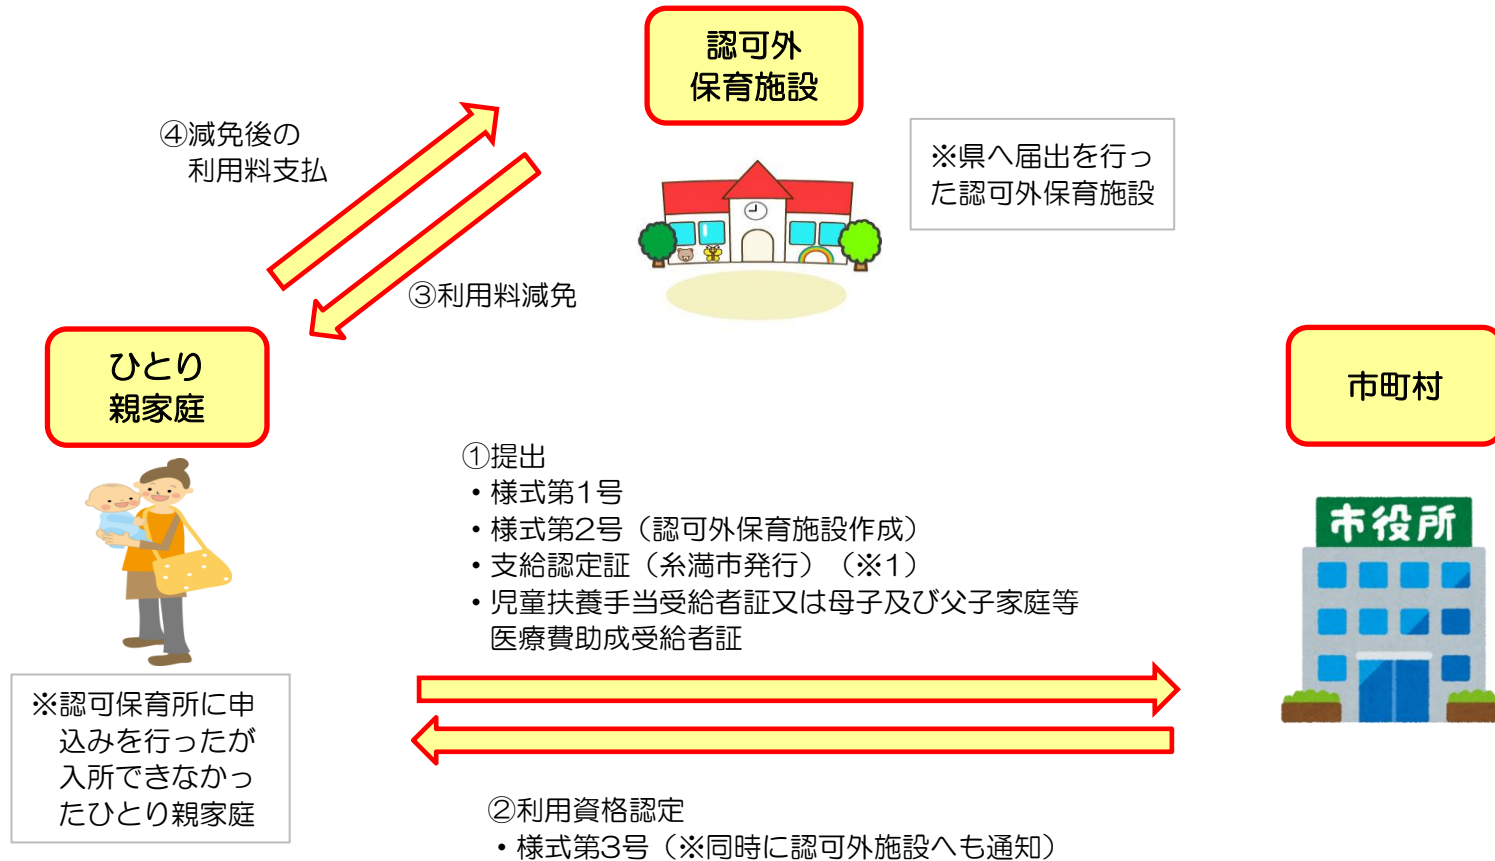 認可外
保育施設
④減免後の
利用料支払
※県へ届出を行っ
た認可外保育施設
③利用料減免
ひとり
親家庭
市町村
①提出
・様式第1号
・様式第2号（認可外保育施設作成）
・支給認定証（糸満市発行）（※1）
・児童扶養手当受給者証又は母子及び父子家庭等
医療費助成受給者証
市役所
※認可保育所に申
込みを行ったが
入所できなかっ
たひとり親家庭
②利用資格認定
・様式第3号（※同時に認可外施設へも通知）